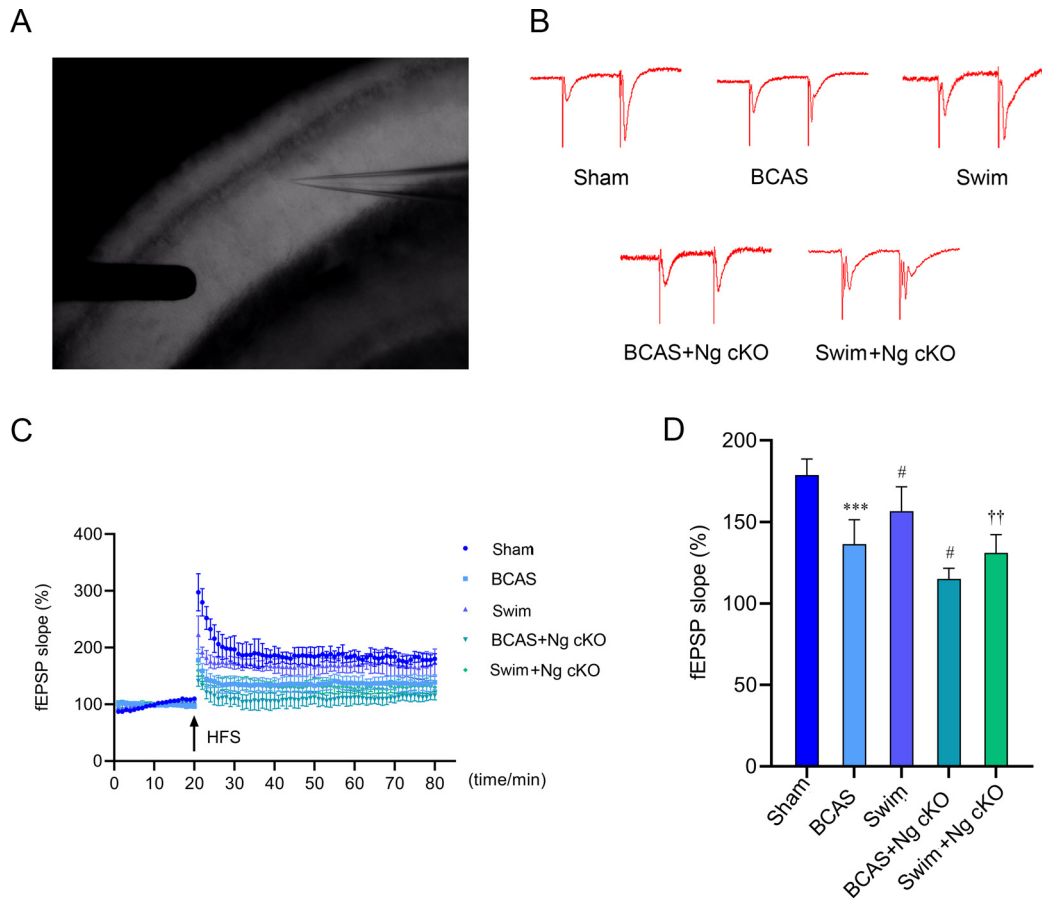 A
B
Sham
BCAS
Swim
BCAS+Ng cKO
Swim+Ng cKO
C
fEPSP slope (%)
400
300
200
100
0
0
10
20
30
40
50
60
70
80
(time/min)
HFS
Sham
BCAS
Swim
BCAS+Ng cKO
Swim+Ng cKO
D
fEPSP slope (%)
200
150
100
50
0
***
#
#
††
Sham
BCAS
Swim
BCAS+Ng cKO
Swim+Ng cKO